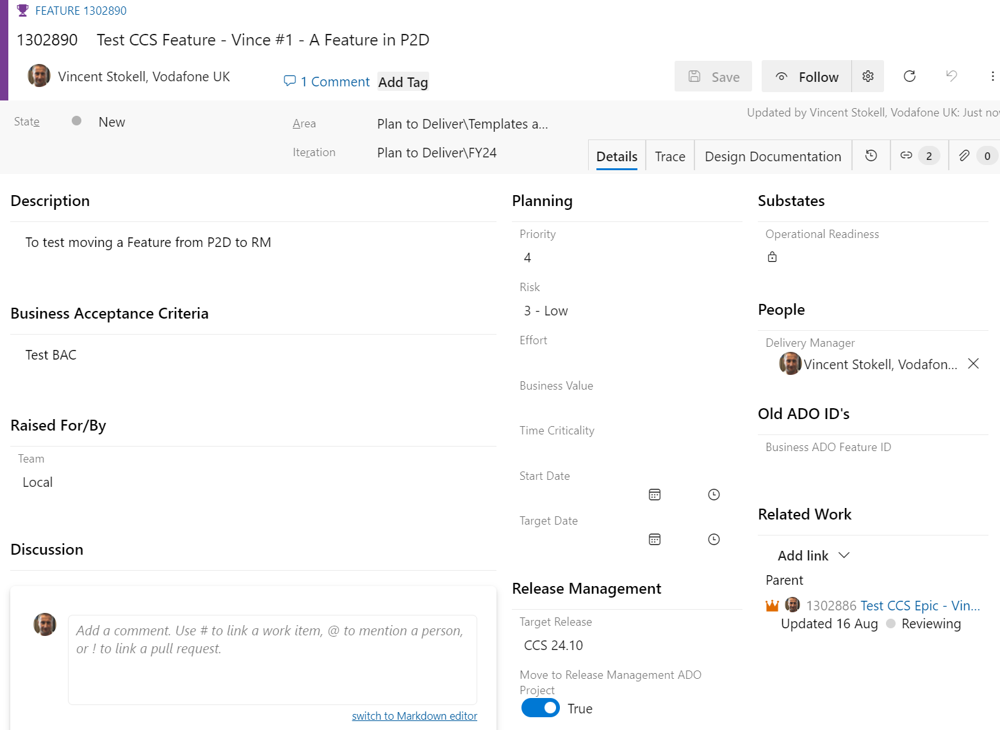 FEATURE 1302890
1302890 Test CCS Feature - Vince #1 - A Feature in P2D
Vincent Stokell, Vodafone UK
1 Comment
Add Tag
Save
Follow
State
New
Area
Plan to Deliver\Templates a...
Iteration
Plan to Deliver\FY24
Updated by Vincent Stokell, Vodafone UK: Just no
Details
Trace
Design Documentation
2
0
Description
To test moving a Feature from P2D to RM
Business Acceptance Criteria
Test BAC
Raised For/By
Team
Local
Discussion
Add a comment. Use # to link a work item, @ to mention a person,
or ! to link a pull request.
switch to Markdown editor
Planning
Priority
4
Risk
3 - Low
Effort
Business Value
Time Criticality
Start Date
Target Date
Release Management
Target Release
CCS 24.10
Move to Release Management ADO
Project
True
Substates
Operational Readiness
People
Delivery Manager
Vincent Stokell, Vodafon...
Old ADO ID's
Business ADO Feature ID
Related Work
Add link
Parent
1302886 Test CCS Epic - Vin...
Updated 16 Aug
Reviewing